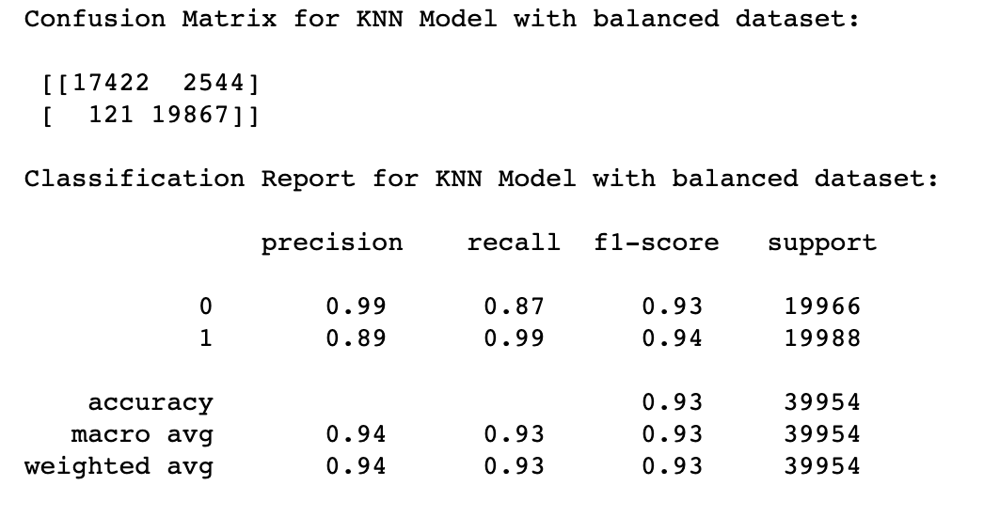 Confusion Matrix for KNN Model with balanced dataset:
[[17422 2544]
[ 121 19867]]
Classification Report for KNN Model with balanced dataset:
precision recall f1-score support
0 0.99 0.87 0.93 19966
1 0.89 0.99 0.94 19988
accuracy 0.93 39954
macro avg 0.94 0.93 0.93 39954
weighted avg 0.94 0.93 0.93 39954